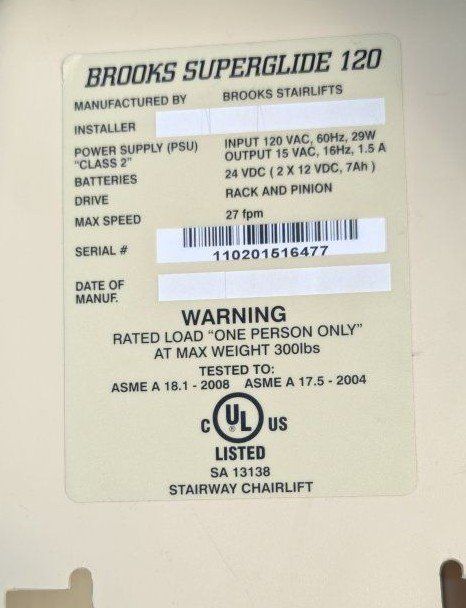 BROOKS SUPERGLIDE 120
MANUFACTURED BY BROOKS STAIRLIFTS
INSTALLER
POWER SUPPLY (PSU) INPUT 120 VAC, 60Hz, 29W
"CLASS 2" OUTPUT 15 VAC, 16Hz, 1.5 A
BATTERIES 24 VDC ( 2 X 12 VDC, 7Ah )
DRIVE RACK AND PINION
MAX SPEED 27 fpm
SERIAL # 110201516477
DATE OF
MANUF.
WARNING
RATED LOAD "ONE PERSON ONLY"
AT MAX WEIGHT 300lbs
TESTED TO:
ASME A 18.1 - 2008 ASME A 17.5 - 2004
C UL US
LISTED
SA 13138
STAIRWAY CHAIRLIFT